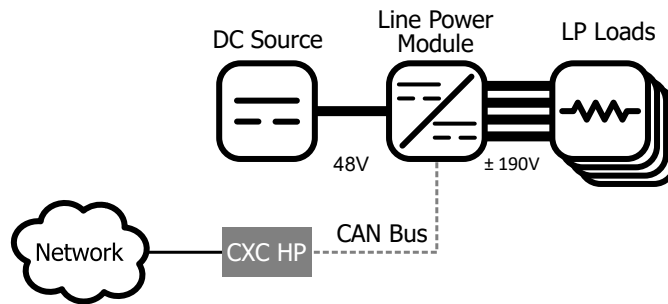 Line Power
Module
DC Source
LP Loads
48V
± 190V
CAN Bus
Network
CXC HP